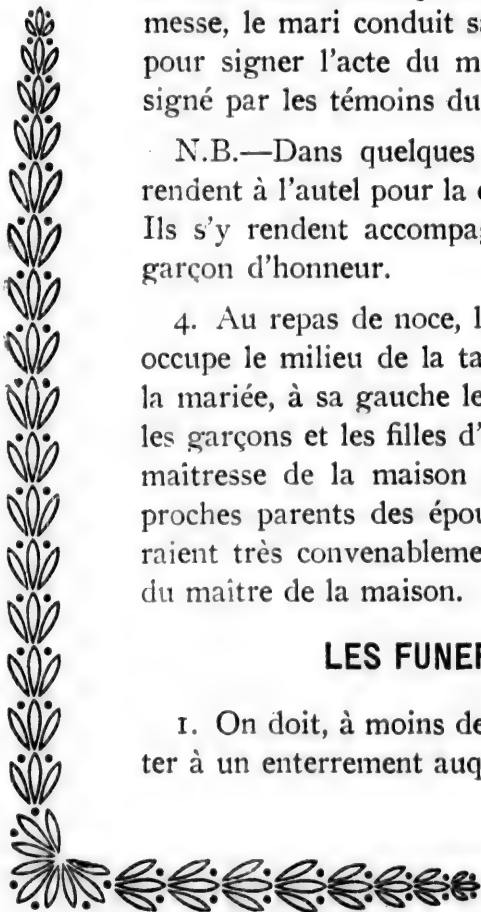 messe, le mari conduit s
pour signer l'acte du m
signé par les témoins du
N.B.—Dans quelques
rendent à l'autel pour la
Ils s'y rendent accompa
garçon d'honneur.
4. Au repas de noce, l
occupe le milieu de la ta
la mariée, à sa gauche le
les garçons et les filles d'
maîtresse de la maison
proches parents des épou
raient très convenableme
du maître de la maison.
LES FUNER
1. On doit, à moins de
ter à un enterrement auq